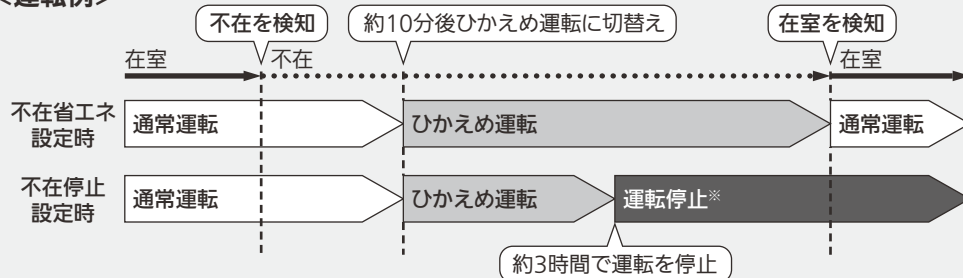 <運転例>
不在を検知
約10分後ひかえめ運転に切替え
在室を検知
在室
不在
在室
不在省エネ
設定時
通常運転
ひかえめ運転
通常運転
不在停止
設定時
通常運転
ひかえめ運転
運転停止※
約3時間で運転を停止